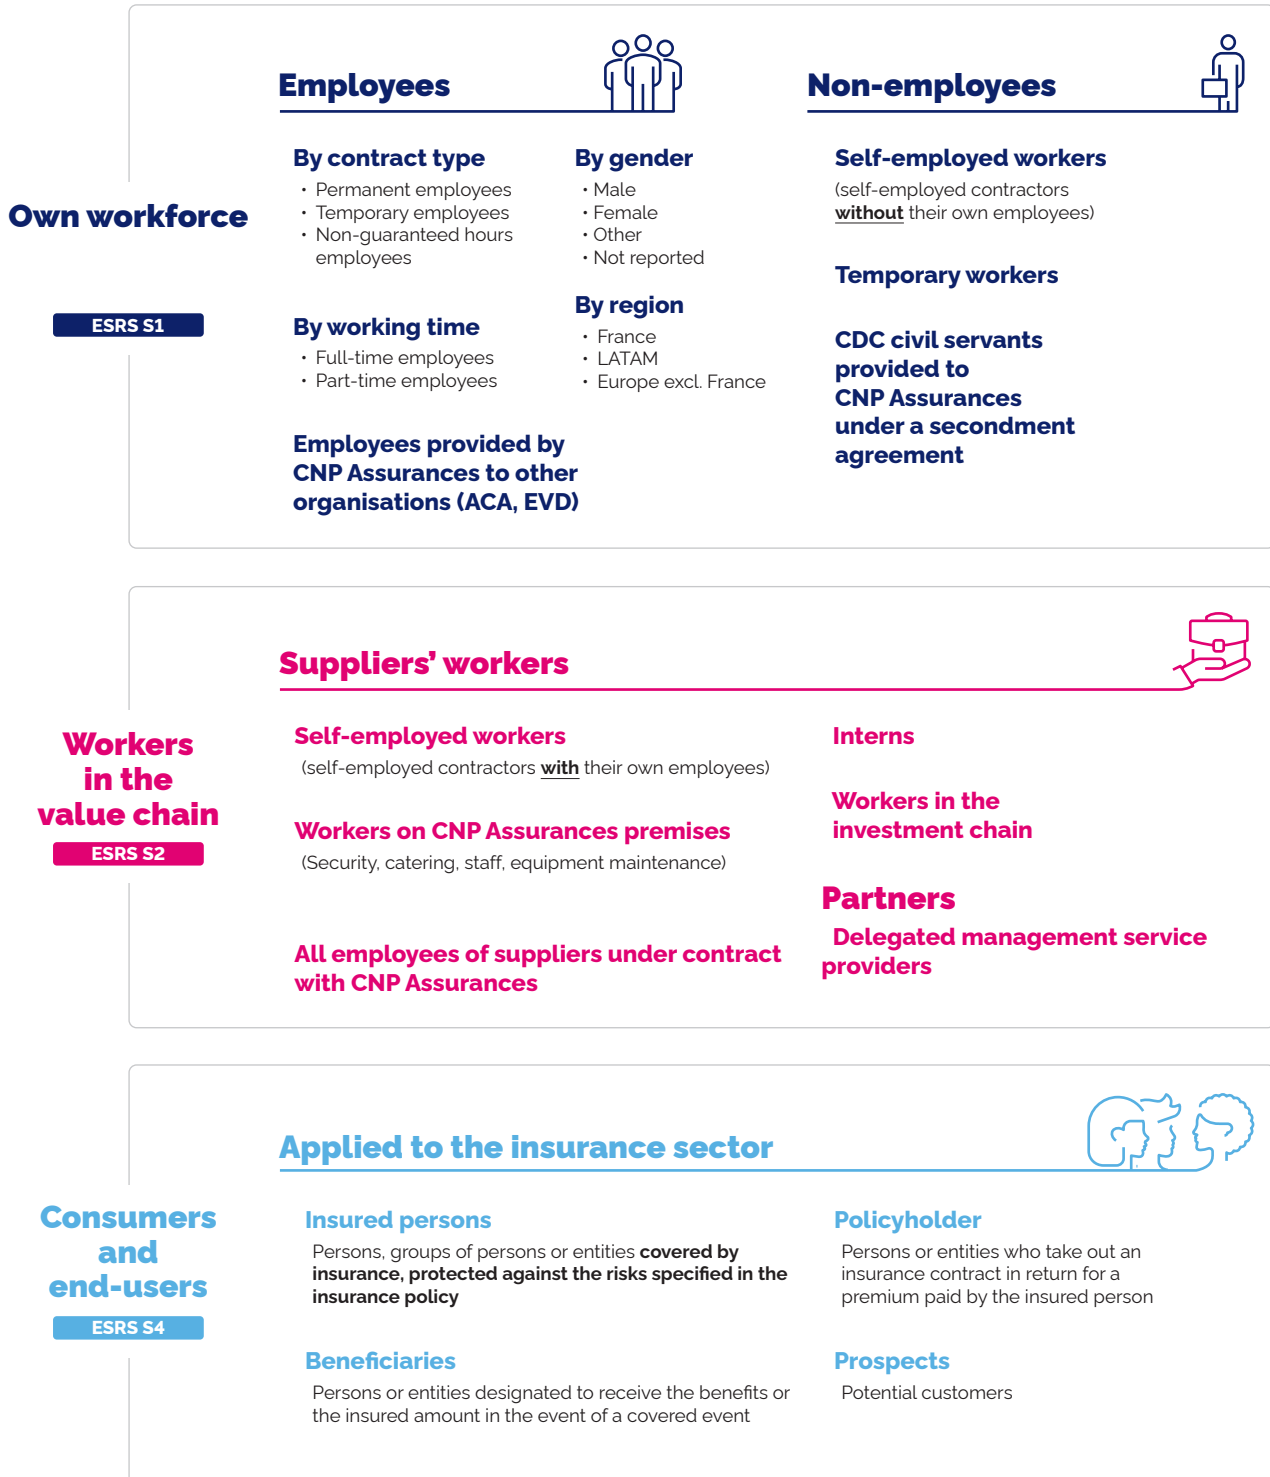 Own workforce
ESRS S1
Employees
By contract type
• Permanent employees
• Temporary employees
• Non-guaranteed hours
employees
By working time
• Full-time employees
• Part-time employees
Employees provided by
CNP Assurances to other
organisations (ACA, EVD)
By gender
• Male
• Female
• Other
• Not reported
By region
• France
• LATAM
• Europe excl. France
Non-employees
Self-employed workers
(self-employed contractors
without their own employees)
Temporary workers
CDC civil servants
provided to
CNP Assurances
under a secondment
agreement
Workers
in the
value chain
ESRS S2
Suppliers’ workers
Self-employed workers
(self-employed contractors with their own employees)
Workers on CNP Assurances premises
(Security, catering, staff, equipment maintenance)
All employees of suppliers under contract
with CNP Assurances
Interns
Workers in the
investment chain
Partners
Delegated management service
providers
Consumers
and
end-users
ESRS S4
Applied to the insurance sector
Insured persons
Persons, groups of persons or entities covered by
insurance, protected against the risks specified in the
insurance policy
Beneficiaries
Persons or entities designated to receive the benefits or
the insured amount in the event of a covered event
Policyholder
Persons or entities who take out an
insurance contract in return for a
premium paid by the insured person
Prospects
Potential customers